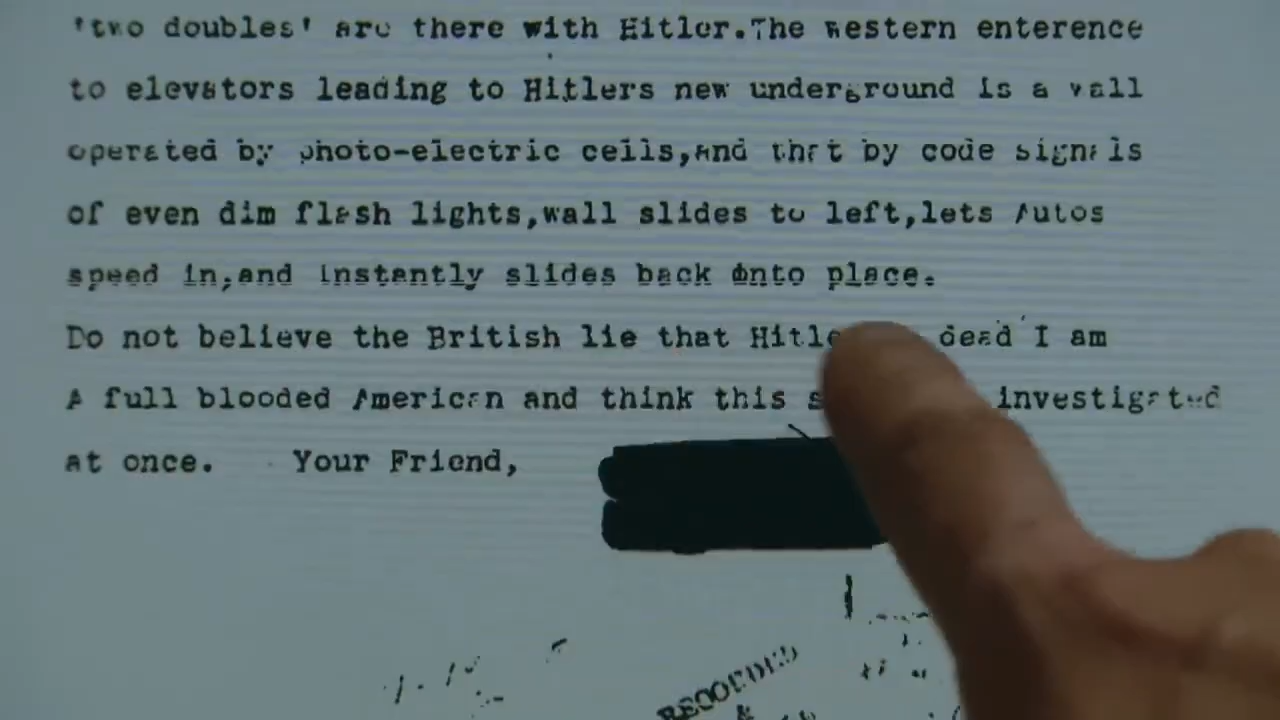 'two doubles' are there with Hitler.The western enterence
to elevators leading to Hitlers new underground is a wall
operated by photo-electric cells,and that by code signals
of even dim flash lights,wall slides to left,lets Autos
speed in,and instantly slides back into place.
Do not believe the British lie that dead I am
A full blooded American and think this investigated
at once. Your Friend,
RECORDED
&